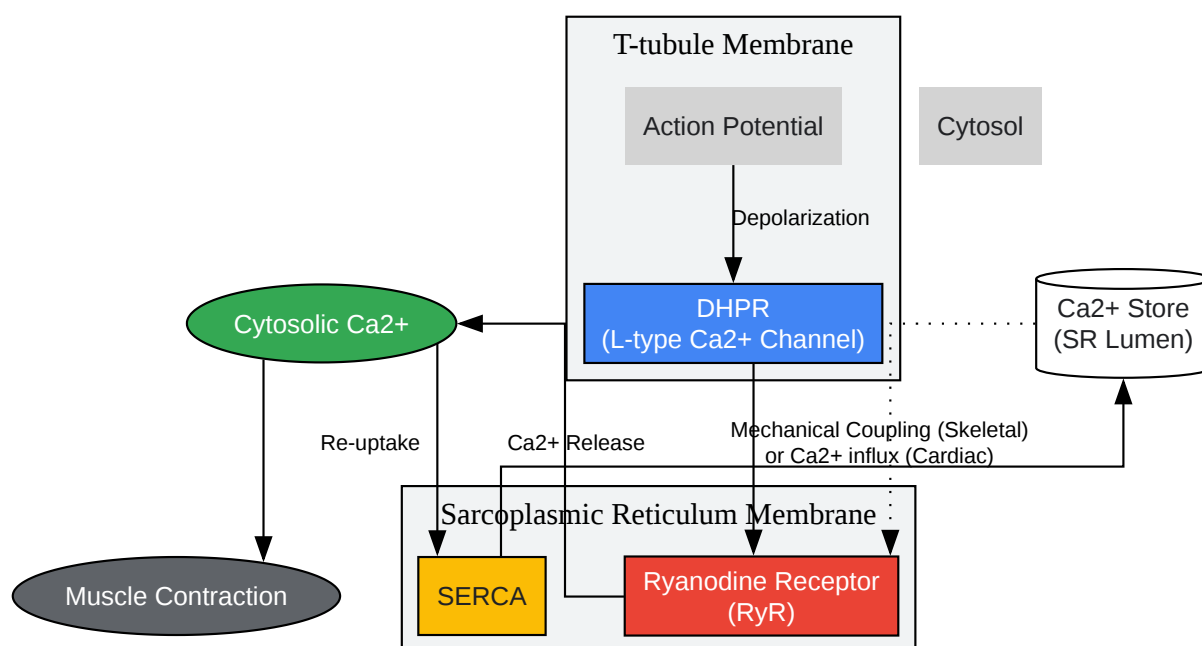 T-tubule Membrane
Action Potential
Cytosol
Depolarization
DHPR
(L-type Ca2+ Channel)
Cytosolic Ca2+
Ca2+ Store
(SR Lumen)
Re-uptake
Ca2+ Release
Mechanical Coupling (Skeletal)
or Ca2+ influx (Cardiac)
Sarcoplasmic Reticulum Membrane
Muscle Contraction
SERCA
Ryanodine Receptor
(RyR)